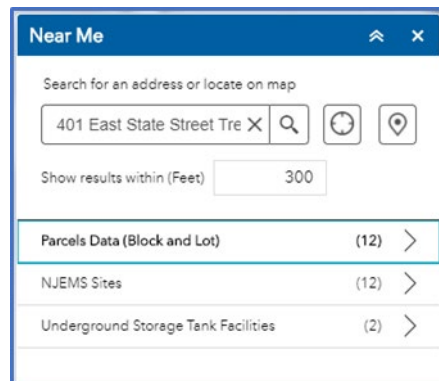 Near Me
Search for an address or locate on map
401 East State Street Tre
Show results within (Feet) 300
Parcels Data (Block and Lot) (12)
NJEMS Sites (12)
Underground Storage Tank Facilities (2)